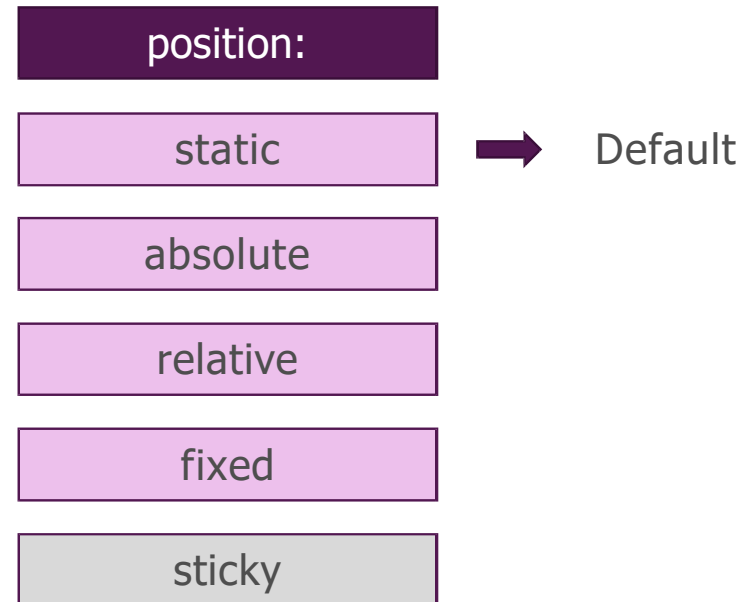 position:
static
Default
absolute
relative
fixed
sticky